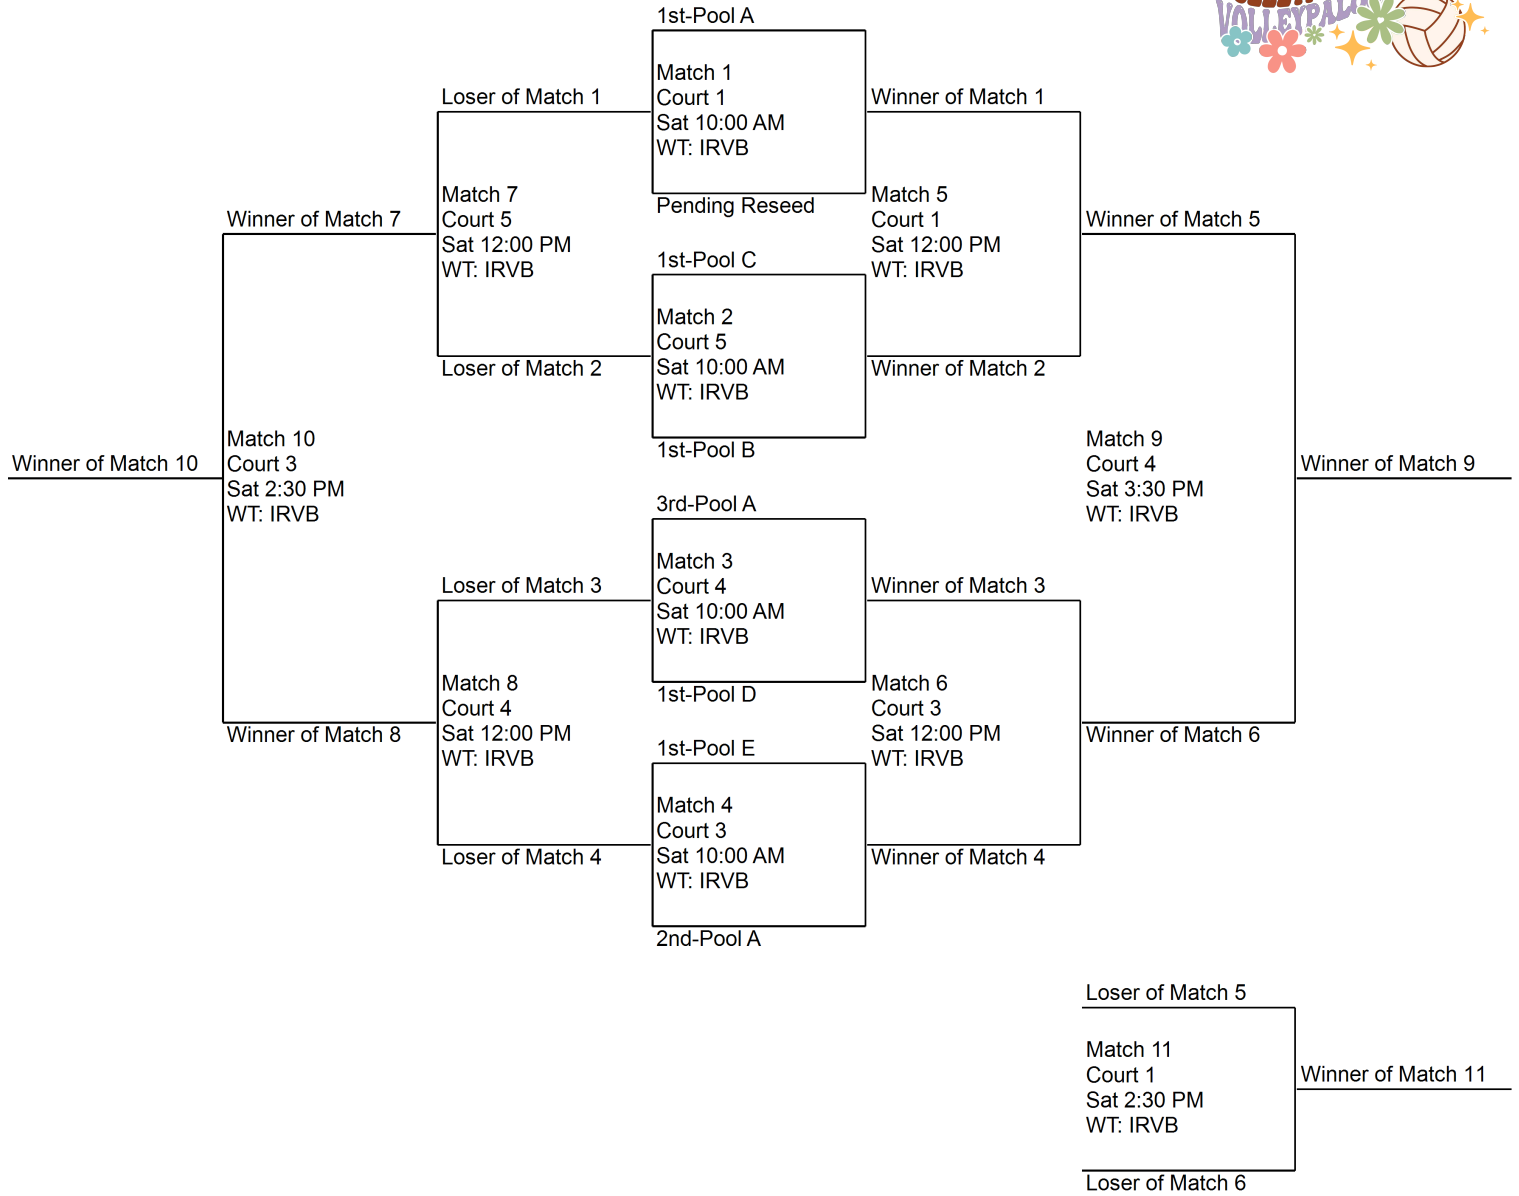 VOLLEYPALOOZA
1st-Pool A
Match 1
Court 1
Sat 10:00 AM
WT: IRVB
Pending Reseed
Loser of Match 1
Winner of Match 1
Match 7
Court 5
Sat 12:00 PM
WT: IRVB
Match 5
Court 1
Sat 12:00 PM
WT: IRVB
Winner of Match 7
Winner of Match 5
1st-Pool C
Match 2
Court 5
Sat 10:00 AM
WT: IRVB
1st-Pool B
Loser of Match 2
Winner of Match 2
Match 10
Court 3
Sat 2:30 PM
WT: IRVB
Winner of Match 10
Match 9
Court 4
Sat 3:30 PM
WT: IRVB
Winner of Match 9
3rd-Pool A
Match 3
Court 4
Sat 10:00 AM
WT: IRVB
1st-Pool D
Loser of Match 3
Winner of Match 3
Match 8
Court 4
Sat 12:00 PM
WT: IRVB
Match 6
Court 3
Sat 12:00 PM
WT: IRVB
Winner of Match 8
Winner of Match 6
1st-Pool E
Match 4
Court 3
Sat 10:00 AM
WT: IRVB
2nd-Pool A
Loser of Match 4
Winner of Match 4
Loser of Match 5
Match 11
Court 1
Sat 2:30 PM
WT: IRVB
Winner of Match 11
Loser of Match 6